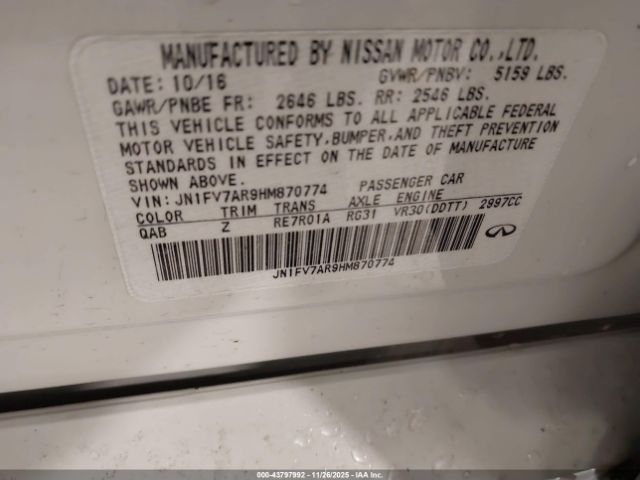 MANUFACTURED BY NISSAN MOTOR CO.,LTD.
DATE: 10/16 GVWR/PNBV: 5159 LBS.
GAWR/PNBE FR: 2646 LBS. RR: 2546 LBS.
THIS VEHICLE CONFORMS TO ALL APPLICABLE FEDERAL
MOTOR VEHICLE SAFETY,BUMPER,AND THEFT PREVENTION
STANDARDS IN EFFECT ON THE DATE OF MANUFACTURE
SHOWN ABOVE.
VIN: JN1FV7AR9HM870774 PASSENGER CAR
COLOR TRIM TRANS AXLE ENGINE
QAB Z RE7R01A RG31 VR30(DDTT) 2997CC
JN1FV7AR9HM870774
INFINITI
000-43797992 | 11/26/2025 - IAAI.COM